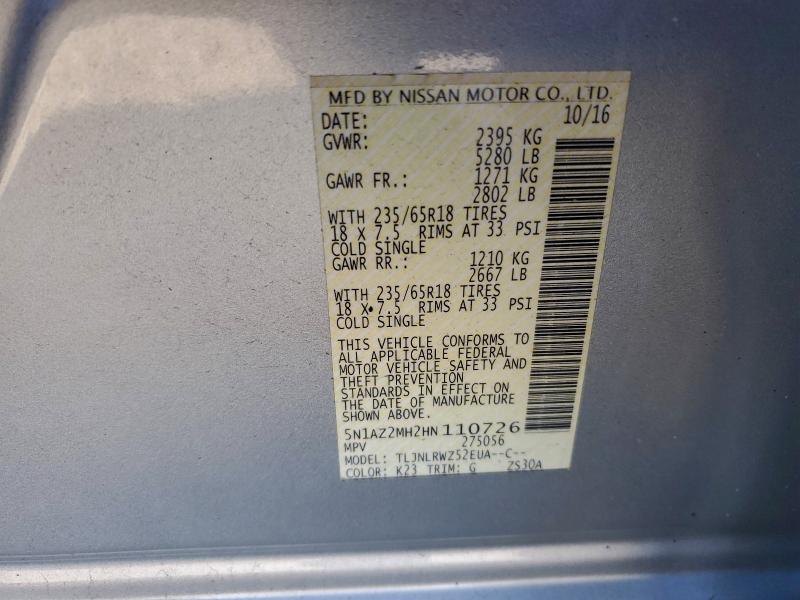 MFD BY NISSAN MOTOR CO., LTD.
DATE: 10/16
GVWR: 2395 KG
5280 LB
GAWR FR.: 1271 KG
2802 LB
WITH 235/65R18 TIRES
18 X 7.5 RIMS AT 33 PSI
COLD SINGLE
GAWR RR.: 1210 KG
2667 LB
WITH 235/65R18 TIRES
18 X 7.5 RIMS AT 33 PSI
COLD SINGLE
THIS VEHICLE CONFORMS TO
ALL APPLICABLE FEDERAL
MOTOR VEHICLE SAFETY AND
THEFT PREVENTION
STANDARDS IN EFFECT ON
THE DATE OF MANUFACTURE
SHOWN ABOVE.
5N1AZ2MH2HN110726
MPV 275056
MODEL: TLJNLRWZ52EUA--C--
COLOR: K23 TRIM: G ZS30A